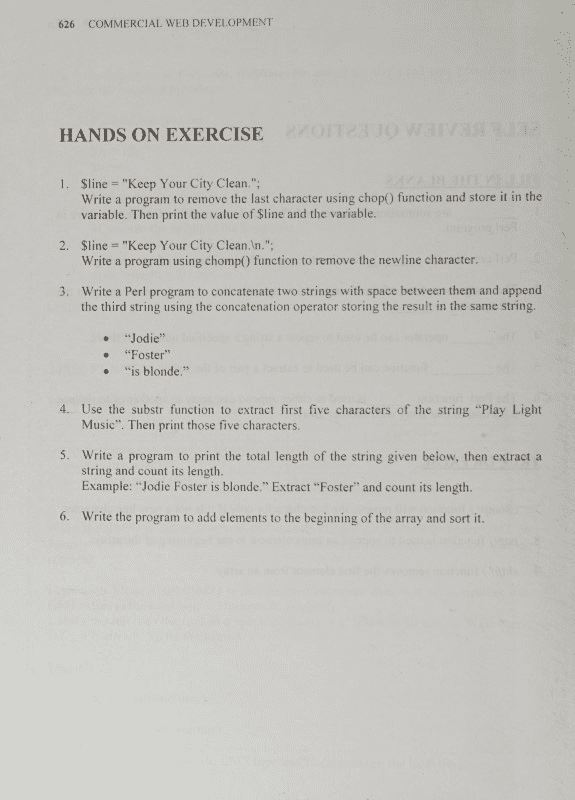 626 COMMERCIAL WEB DEVELOPMENT
HANDS ON EXERCISE
1. $line = "Keep Your City Clean.";
Write a program to remove the last character using chop() function and store it in the
variable. Then print the value of $line and the variable.
2. $line = "Keep Your City Clean.\n.";
Write a program using chomp() function to remove the newline character.
3. Write a Perl program to concatenate two strings with space between them and append
the third string using the concatenation operator storing the result in the same string.
• “Jodie”
• “Foster”
• “is blonde.”
4. Use the substr function to extract first five characters of the string “Play Light
Music”. Then print those five characters.
5. Write a program to print the total length of the string given below, then extract a
string and count its length.
Example: “Jodie Foster is blonde.” Extract “Foster” and count its length.
6. Write the program to add elements to the beginning of the array and sort it.